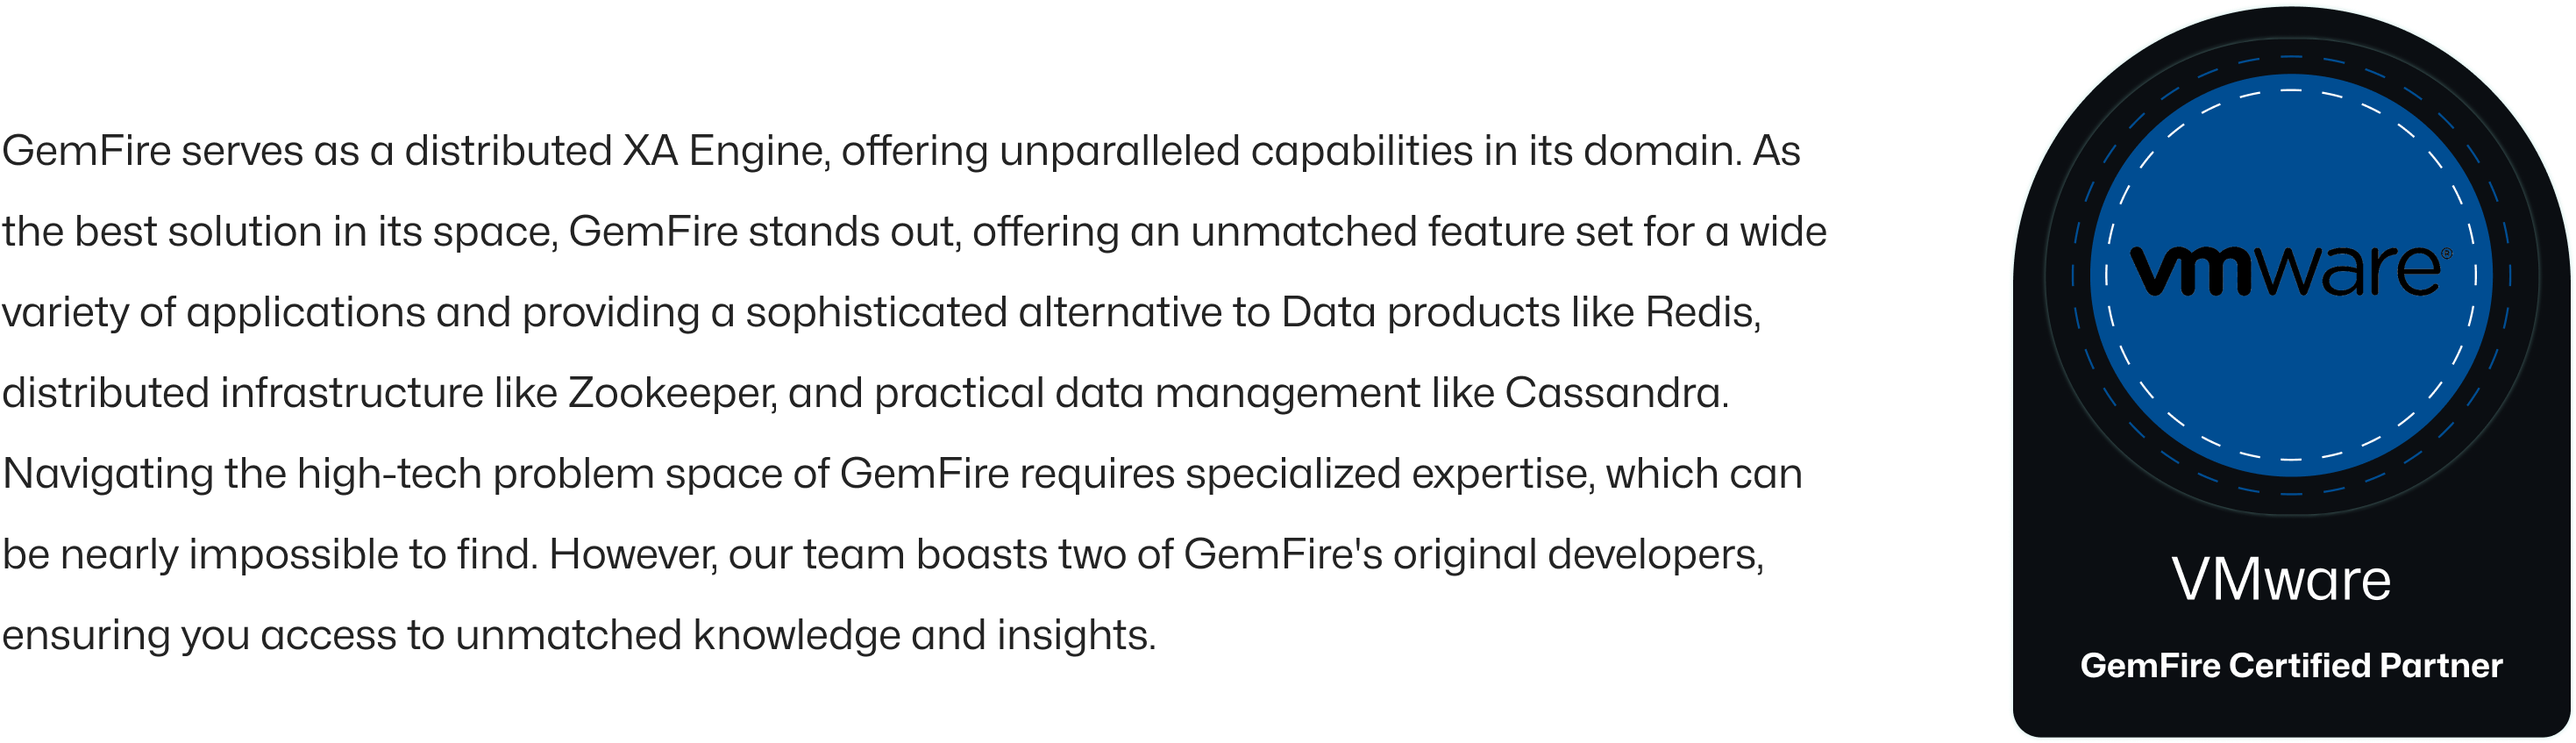 GemFire serves as a distributed XA Engine, offering unparalleled capabilities in its domain. As
the best solution in its space, GemFire stands out, offering an unmatched feature set for a wide
variety of applications and providing a sophisticated alternative to Data products like Redis,
distributed infrastructure like Zookeeper, and practical data management like Cassandra.
Navigating the high-tech problem space of GemFire requires specialized expertise, which can
be nearly impossible to find. However, our team boasts two of GemFire's original developers,
ensuring you access to unmatched knowledge and insights.
vmware®
VMware
GemFire Certified Partner